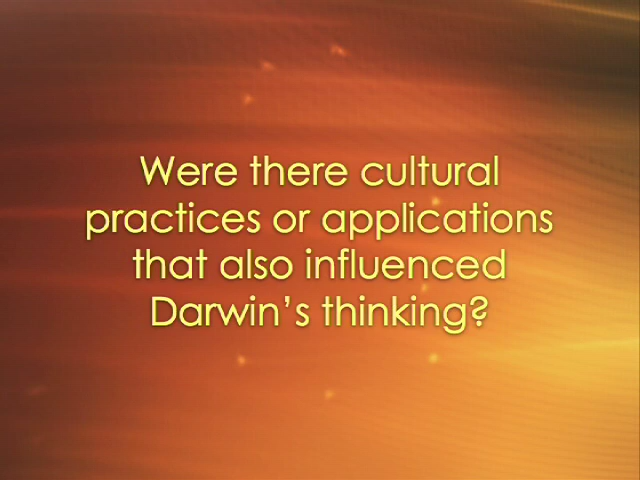 Were there cultural
practices or applications
that also influenced
Darwin's thinking?